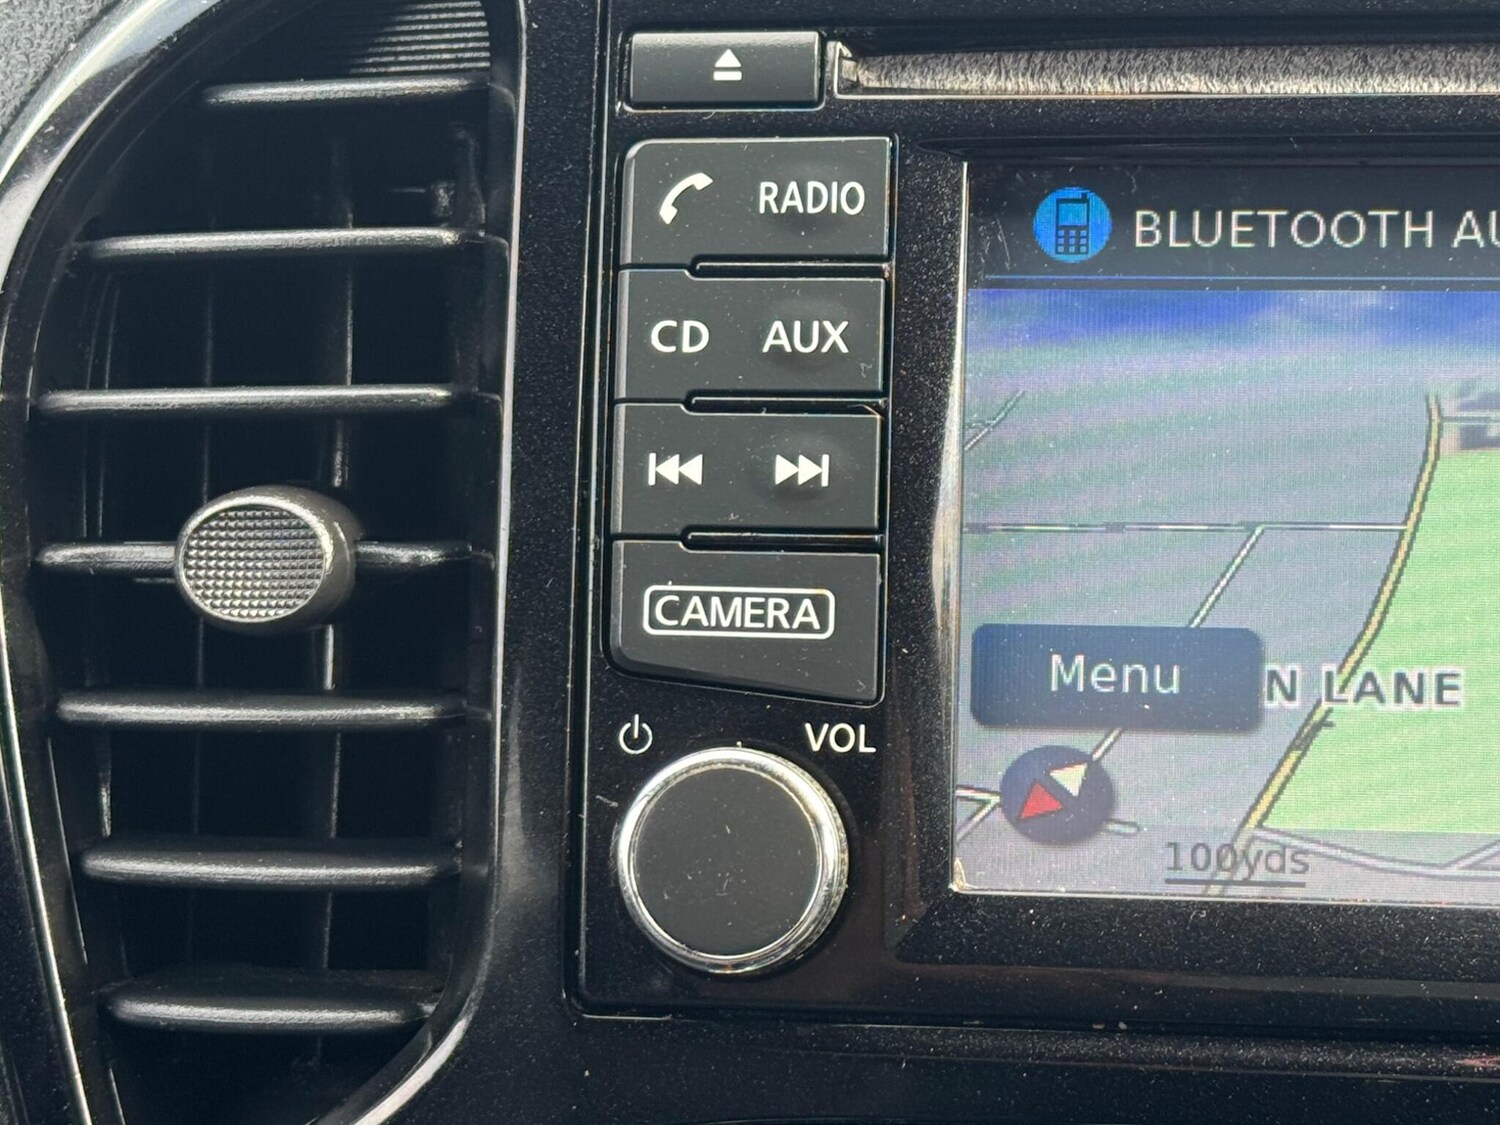 RADIO
BLUETOOTH AU
CD AUX
CAMERA
Menu
N LANE
VOL
100yds